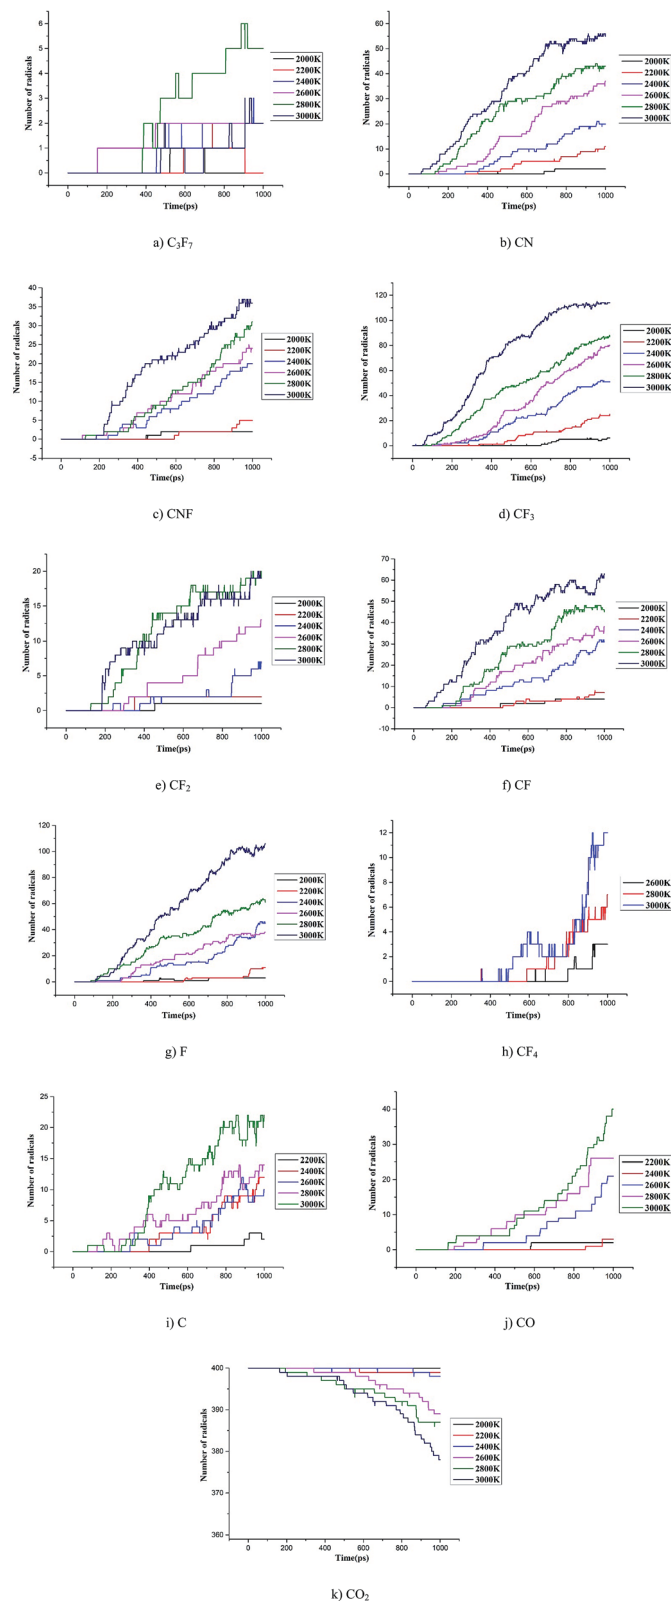 Number of radicals
6
5
4
3
2
1
0
0 200 400 600 800 1000
Time(ps)
2000K
2200K
2400K
2600K
2800K
3000K
a) C₃F₇
Number of radicals
60
50
40
30
20
10
0
0 200 400 600 800 1000
Time(ps)
2000K
2200K
2400K
2600K
2800K
3000K
b) CN
Number of radicals
40
35
30
25
20
15
10
5
0
-5
0 200 400 600 800 1000
Time(ps)
2000K
2200K
2400K
2600K
2800K
3000K
c) CNF
Number of radicals
120
100
80
60
40
20
0
0 200 400 600 800 1000
Time(ps)
2000K
2200K
2400K
2600K
2800K
3000K
d) CF₃
Number of radicals
20
15
10
5
0
0 200 400 600 800 1000
Time(ps)
2000K
2200K
2400K
2600K
2800K
3000K
e) CF₂
Number of radicals
70
60
50
40
30
20
10
0
-10
0 200 400 600 800 1000
Time(ps)
2000K
2200K
2400K
2600K
2800K
3000K
f) CF
Number of radicals
120
100
80
60
40
20
0
0 200 400 600 800 1000
Time(ps)
2000K
2200K
2400K
2600K
2800K
3000K
g) F
Number of radicals
12
10
8
6
4
2
0
0 200 400 600 800 1000
Time(ps)
2600K
2800K
3000K
h) CF₄
Number of radicals
25
20
15
10
5
0
0 200 400 600 800 1000
Time(ps)
2200K
2400K
2600K
2800K
3000K
i) C
Number of radicals
40
30
20
10
0
0 200 400 600 800 1000
Time(ps)
2200K
2400K
2600K
2800K
3000K
j) CO
Number of radicals
400
390
380
370
360
0 200 400 600 800 1000
Time(ps)
2000K
2200K
2400K
2600K
2800K
3000K
k) CO₂